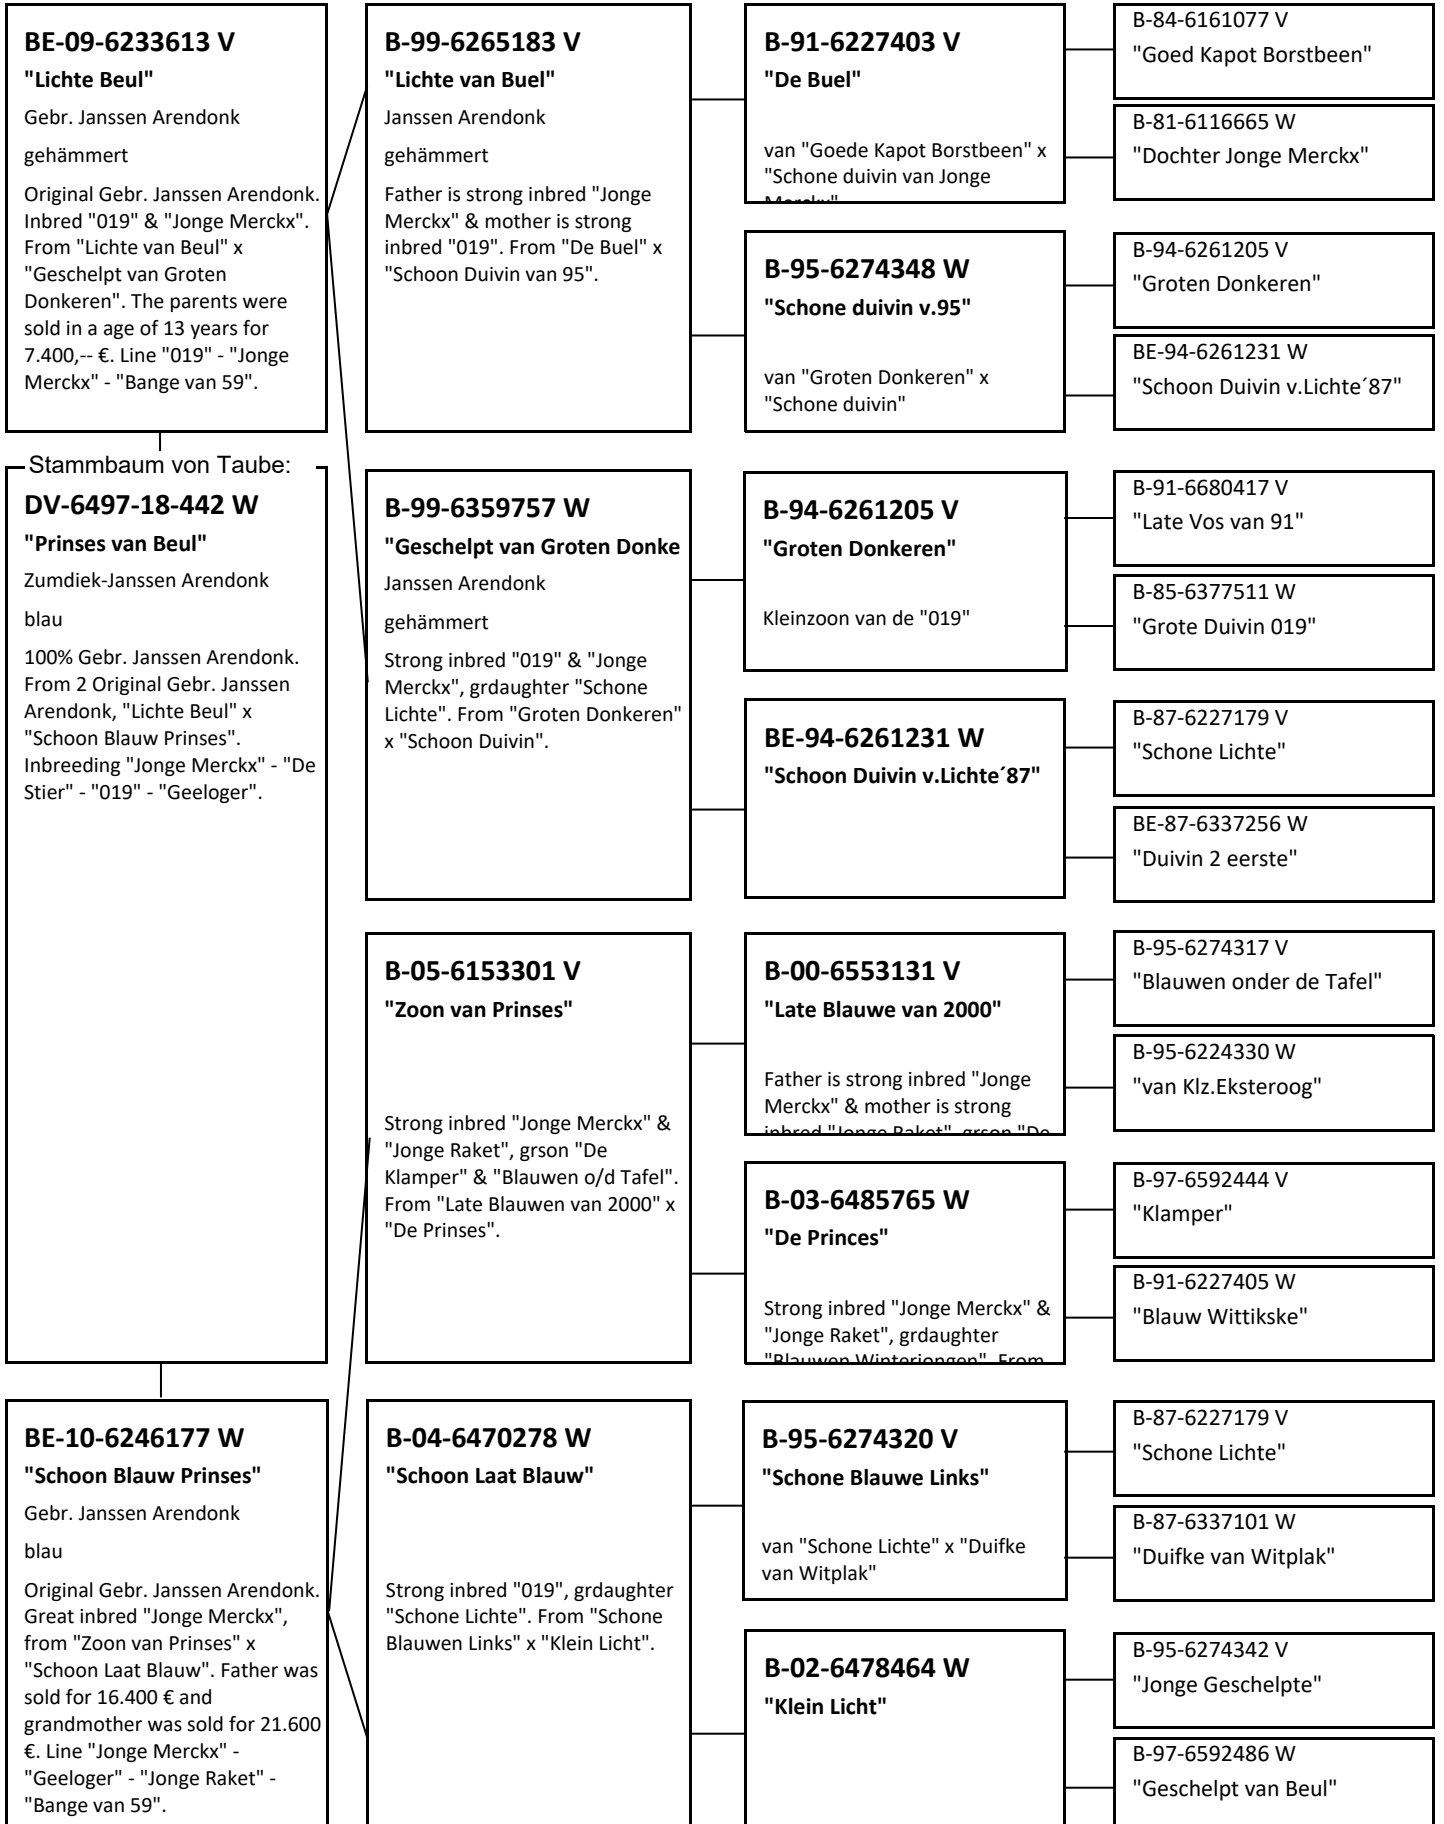 BE-09-6233613 V
"Lichte Beul"
Gebr. Janssen Arendonk
gehämmert
Original Gebr. Janssen Arendonk.
Inbred "019" & "Jonge Merckx".
From "Lichte van Beul" x
"Geschelpt van Groten
Donkeren". The parents were
sold in a age of 13 years for
7.400,-- €. Line "019" - "Jonge
Merckx" - "Bange van 59".
Stammbaum von Taube:
DV-6497-18-442 W
"Prinses van Beul"
Zumdiek-Janssen Arendonk
blau
100% Gebr. Janssen Arendonk.
From 2 Original Gebr. Janssen
Arendonk, "Lichte Beul" x
"Schoon Blauw Prinses".
Inbreeding "Jonge Merckx" - "De
Stier" - "019" - "Geeloger".
BE-10-6246177 W
"Schoon Blauw Prinses"
Gebr. Janssen Arendonk
blau
Original Gebr. Janssen Arendonk.
Great inbred "Jonge Merckx",
from "Zoon van Prinses" x
"Schoon Laat Blauw". Father was
sold for 16.400 € and
grandmother was sold for 21.600
€. Line "Jonge Merckx" -
"Geeloger" - "Jonge Raket" -
"Bange van 59".
B-99-6265183 V
"Lichte van Buel"
Janssen Arendonk
gehämmert
Father is strong inbred "Jonge
Merckx" & mother is strong
inbred "019". From "De Buel" x
"Schoon Duivin van 95".
B-99-6359757 W
"Geschelpt van Groten Donke
Janssen Arendonk
gehämmert
Strong inbred "019" & "Jonge
Merckx", grdaughter "Schone
Lichte". From "Groten Donkeren"
x "Schoon Duivin".
B-05-6153301 V
"Zoon van Prinses"
Strong inbred "Jonge Merckx" &
"Jonge Raket", grson "De
Klamper" & "Blauwen o/d Tafel".
From "Late Blauwen van 2000" x
"De Prinses".
B-04-6470278 W
"Schoon Laat Blauw"
Strong inbred "019", grdaughter
"Schone Lichte". From "Schone
Blauwen Links" x "Klein Licht".
B-91-6227403 V
"De Buel"
van "Goede Kapot Borstbeen" x
"Schone duivin van Jonge
Merckx"
B-95-6274348 W
"Schone duivin v.95"
van "Groten Donkeren" x
"Schone duivin"
B-94-6261205 V
"Groten Donkeren"
Kleinzoon van de "019"
BE-94-6261231 W
"Schoon Duivin v.Lichte´87"
B-00-6553131 V
"Late Blauwe van 2000"
Father is strong inbred "Jonge
Merckx" & mother is strong
inbred "Jonge Raket", grson "De
B-03-6485765 W
"De Princes"
Strong inbred "Jonge Merckx" &
"Jonge Raket", grdaughter
"Blauwen Winterjongen". From
B-95-6274320 V
"Schone Blauwe Links"
van "Schone Lichte" x "Duifke
van Witplak"
B-02-6478464 W
"Klein Licht"
B-84-6161077 V
"Goed Kapot Borstbeen"
B-81-6116665 W
"Dochter Jonge Merckx"
B-94-6261205 V
"Groten Donkeren"
BE-94-6261231 W
"Schoon Duivin v.Lichte´87"
B-91-6680417 V
"Late Vos van 91"
B-85-6377511 W
"Grote Duivin 019"
B-87-6227179 V
"Schone Lichte"
BE-87-6337256 W
"Duivin 2 eerste"
B-95-6274317 V
"Blauwen onder de Tafel"
B-95-6224330 W
"van Klz.Eksteroog"
B-97-6592444 V
"Klamper"
B-91-6227405 W
"Blauw Wittikske"
B-87-6227179 V
"Schone Lichte"
B-87-6337101 W
"Duifke van Witplak"
B-95-6274342 V
"Jonge Geschelpte"
B-97-6592486 W
"Geschelpt van Beul"